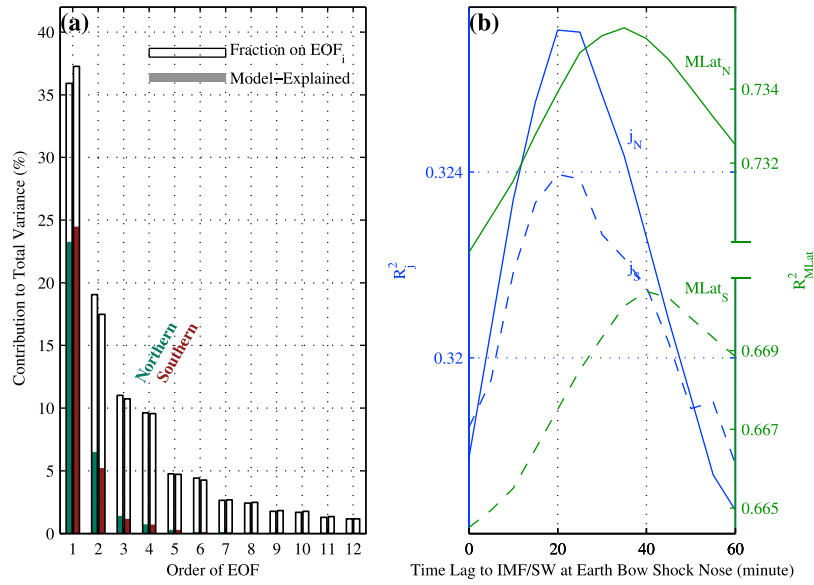 (a)
Fraction on EOF_i
Model-Explained
Northern
Southern
Contribution to Total Variance (%)
40
35
30
25
20
15
10
5
0
1 2 3 4 5 6 7 8 9 10 11 12
Order of EOF
(b)
MLat_N
j_N
j_S
MLat_S
R_j^2
0.324
0.32
R_MLat^2
0.734
0.732
0.669
0.667
0.665
0 20 40 60
Time Lag to IMF/SW at Earth Bow Shock Nose (minute)